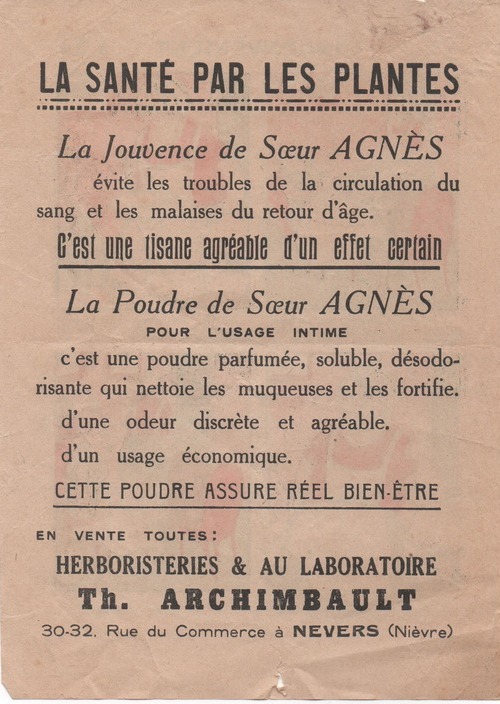 LA SANTÉ PAR LES PLANTES
La Jouvence de Sœur AGNÈS
évite les troubles de la circulation du
sang et les malaises du retour d'âge.
C'est une tisane agréable d'un effet certain
La Poudre de Sœur AGNÈS
POUR L'USAGE INTIME
c'est une poudre parfumée, soluble, désodo-
risante qui nettoie les muqueuses et les fortifie.
d'une odeur discrète et agréable.
d'un usage économique.
CETTE POUDRE ASSURE RÉEL BIEN-ÊTRE
EN VENTE TOUTES:
HERBORISTERIES & AU LABORATOIRE
Th. ARCHIMBAULT
30-32, Rue du Commerce à NEVERS (Nièvre)